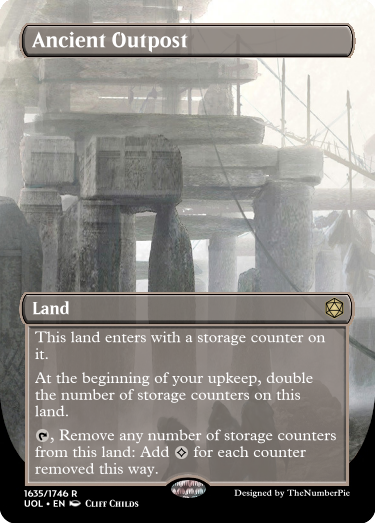 Ancient Outpost
Land
This land enters with a storage counter on
it.
At the beginning of your upkeep, double
the number of storage counters on this
land.
, Remove any number of storage counters
from this land: Add for each counter
removed this way.
1635/1746 R
UOL • EN Cliff Childs
Designed by TheNumberPie